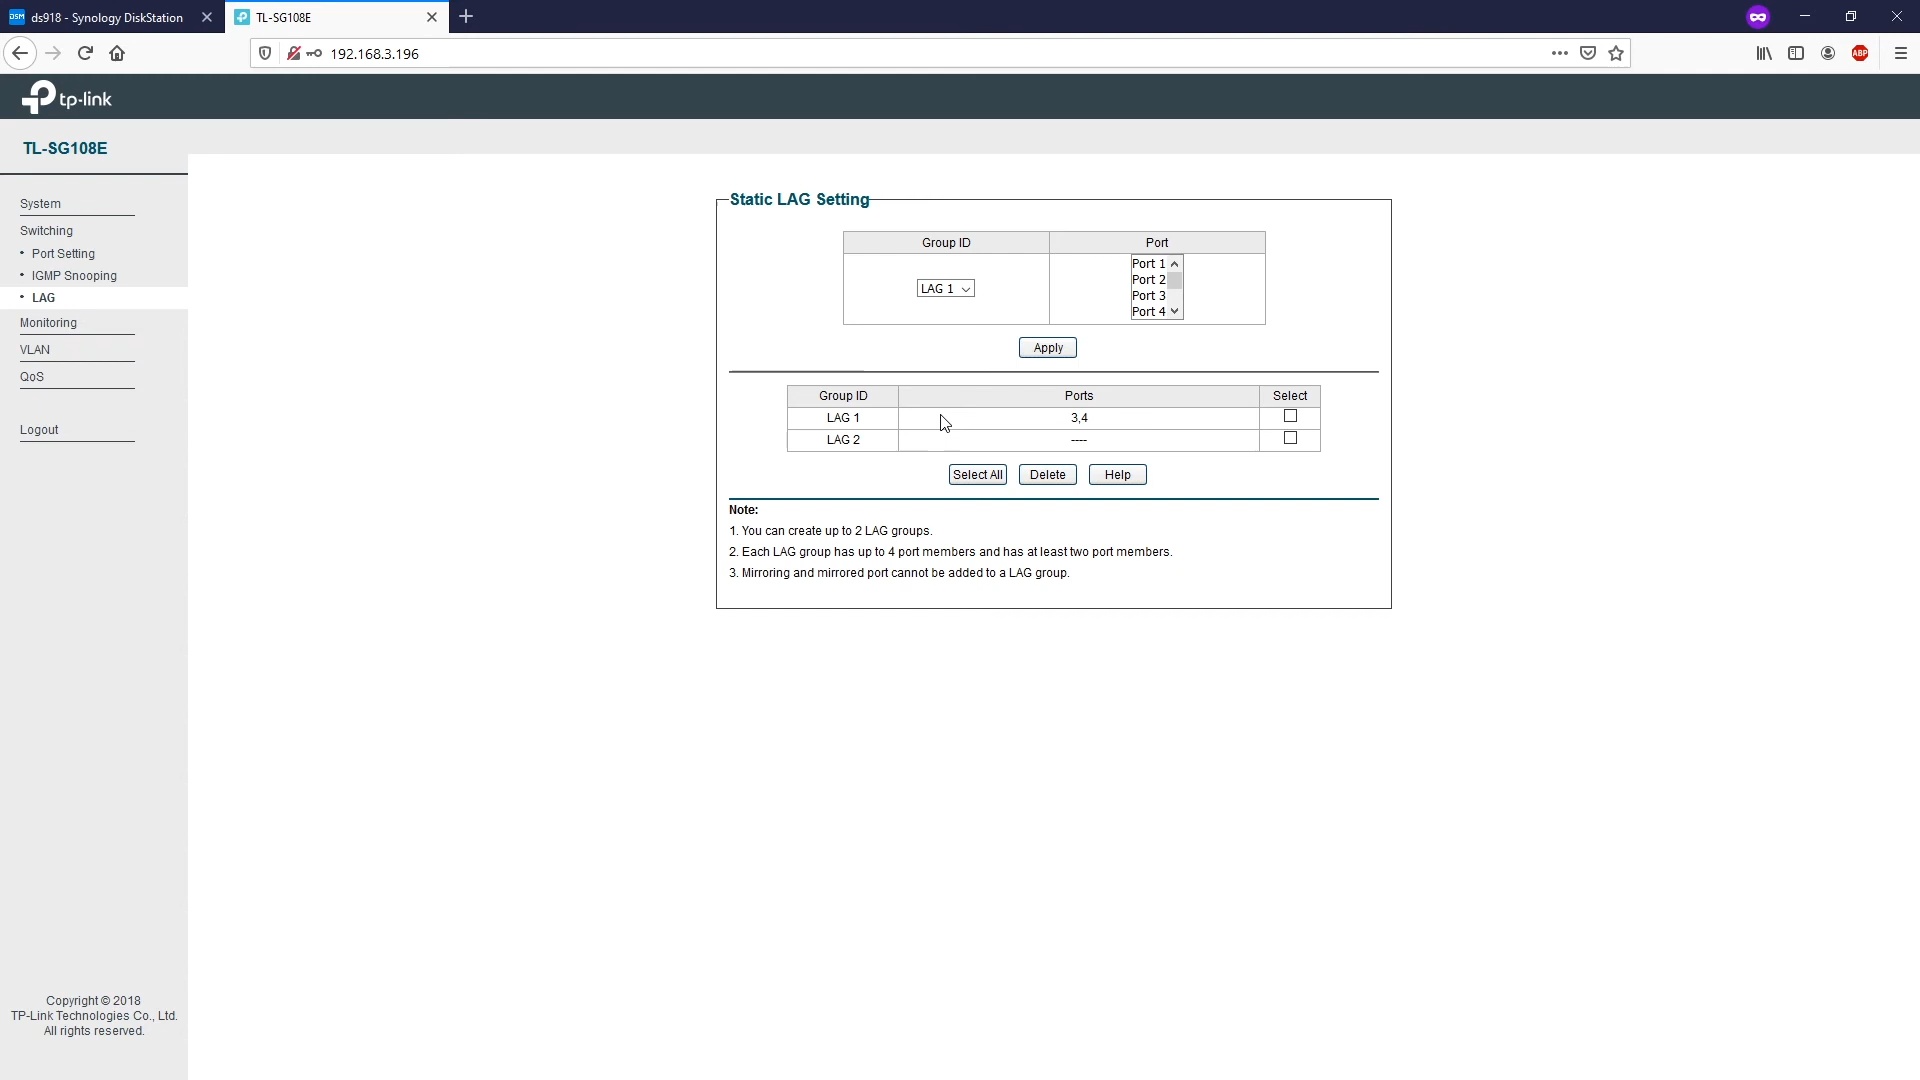 ds918 - Synology DiskStation
TL-SG108E
192.168.3.196
ABP
tp-link
TL-SG108E
System
Switching
• Port Setting
• IGMP Snooping
• LAG
Monitoring
VLAN
QoS
Logout
Static LAG Setting
Group ID Port
LAG 1
Port 1
Port 2
Port 3
Port 4
Apply
Group ID Ports Select
LAG 1 3,4
LAG 2 ----
Select All Delete Help
Note:
1. You can create up to 2 LAG groups.
2. Each LAG group has up to 4 port members and has at least two port members.
3. Mirroring and mirrored port cannot be added to a LAG group.
Copyright © 2018
TP-Link Technologies Co., Ltd.
All rights reserved.